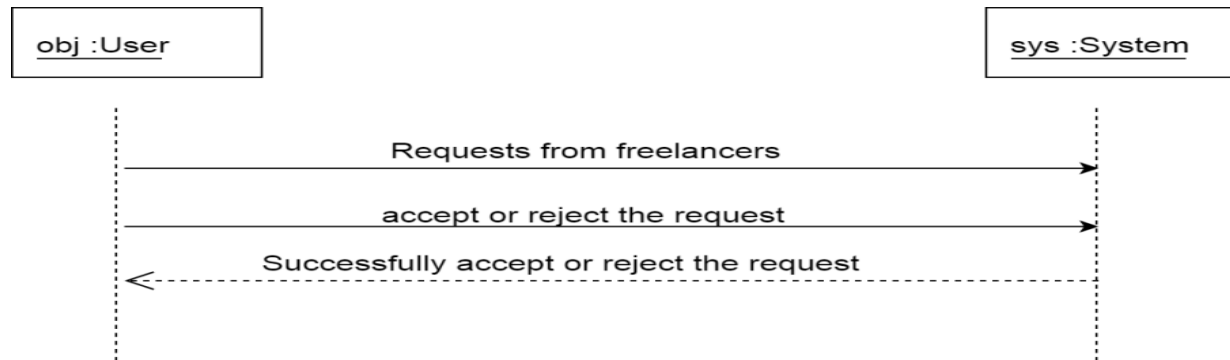 obj :User
sys :System
Requests from freelancers
accept or reject the request
Successfully accept or reject the request